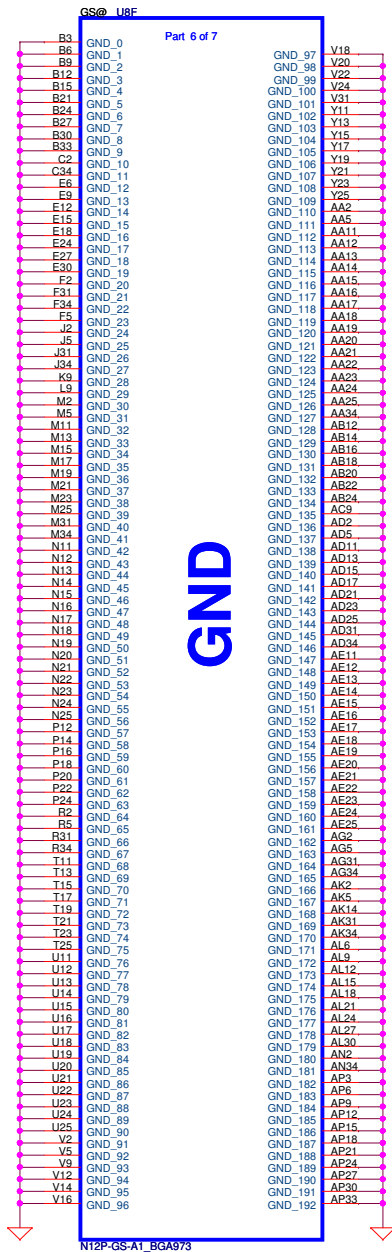 GS@ U8F
Part 6 of 7
B3 GND_0
B6 GND_1
B9 GND_2
B12 GND_3
B15 GND_4
B21 GND_5
B24 GND_6
B27 GND_7
B30 GND_8
B33 GND_9
C2 GND_10
C34 GND_11
E6 GND_12
E9 GND_13
E12 GND_14
E15 GND_15
E18 GND_16
E24 GND_17
E27 GND_18
E30 GND_19
F2 GND_20
F31 GND_21
F34 GND_22
F5 GND_23
J2 GND_24
J5 GND_25
J31 GND_26
J34 GND_27
K9 GND_28
L9 GND_29
M2 GND_30
M5 GND_31
M11 GND_32
M13 GND_33
M15 GND_34
M17 GND_35
M19 GND_36
M21 GND_37
M23 GND_38
M25 GND_39
M31 GND_40
M34 GND_41
N11 GND_42
N12 GND_43
N13 GND_44
N14 GND_45
N15 GND_46
N16 GND_47
N17 GND_48
N18 GND_49
N19 GND_50
N20 GND_51
N21 GND_52
N22 GND_53
N23 GND_54
N24 GND_55
N25 GND_56
P12 GND_57
P14 GND_58
P16 GND_59
P18 GND_60
P20 GND_61
P22 GND_62
P24 GND_63
R2 GND_64
R5 GND_65
R31 GND_66
R34 GND_67
T11 GND_68
T13 GND_69
T15 GND_70
T17 GND_71
T19 GND_72
T21 GND_73
T23 GND_74
T25 GND_75
U11 GND_76
U12 GND_77
U13 GND_78
U14 GND_79
U15 GND_80
U16 GND_81
U17 GND_82
U18 GND_83
U19 GND_84
U20 GND_85
U21 GND_86
U22 GND_87
U23 GND_88
U24 GND_89
U25 GND_90
V2 GND_91
V5 GND_92
V9 GND_93
V12 GND_94
V14 GND_95
V16 GND_96
GND
GND_97 V18
GND_98 V20
GND_99 V22
GND_100 V24
GND_101 V31
GND_102 Y11
GND_103 Y13
GND_104 Y15
GND_105 Y17
GND_106 Y19
GND_107 Y21
GND_108 Y23
GND_109 Y25
GND_110 AA2
GND_111 AA5
GND_112 AA11
GND_113 AA12
GND_114 AA13
GND_115 AA14
GND_116 AA15
GND_117 AA16
GND_118 AA17
GND_119 AA18
GND_120 AA19
GND_121 AA20
GND_122 AA21
GND_123 AA22
GND_124 AA23
GND_125 AA24
GND_126 AA25
GND_127 AA34
GND_128 AB12
GND_129 AB14
GND_130 AB16
GND_131 AB18
GND_132 AB20
GND_133 AB22
GND_134 AB24
GND_135 AC9
GND_136 AD2
GND_137 AD5
GND_138 AD11
GND_139 AD13
GND_140 AD15
GND_141 AD17
GND_142 AD21
GND_143 AD23
GND_144 AD25
GND_145 AD31
GND_146 AD34
GND_147 AE11
GND_148 AE12
GND_149 AE13
GND_150 AE14
GND_151 AE15
GND_152 AE16
GND_153 AE17
GND_154 AE18
GND_155 AE19
GND_156 AE20
GND_157 AE21
GND_158 AE22
GND_159 AE23
GND_160 AE24
GND_161 AE25
GND_162 AG2
GND_163 AG5
GND_164 AG31
GND_165 AG34
GND_166 AK2
GND_167 AK5
GND_168 AK14
GND_169 AK31
GND_170 AK34
GND_171 AL6
GND_172 AL9
GND_173 AL12
GND_174 AL15
GND_175 AL18
GND_176 AL21
GND_177 AL24
GND_178 AL27
GND_179 AL30
GND_180 AN2
GND_181 AN34
GND_182 AP3
GND_183 AP6
GND_184 AP9
GND_185 AP12
GND_186 AP15
GND_187 AP18
GND_188 AP21
GND_189 AP24
GND_190 AP27
GND_191 AP30
GND_192 AP33
N12P-GS-A1_BGA973